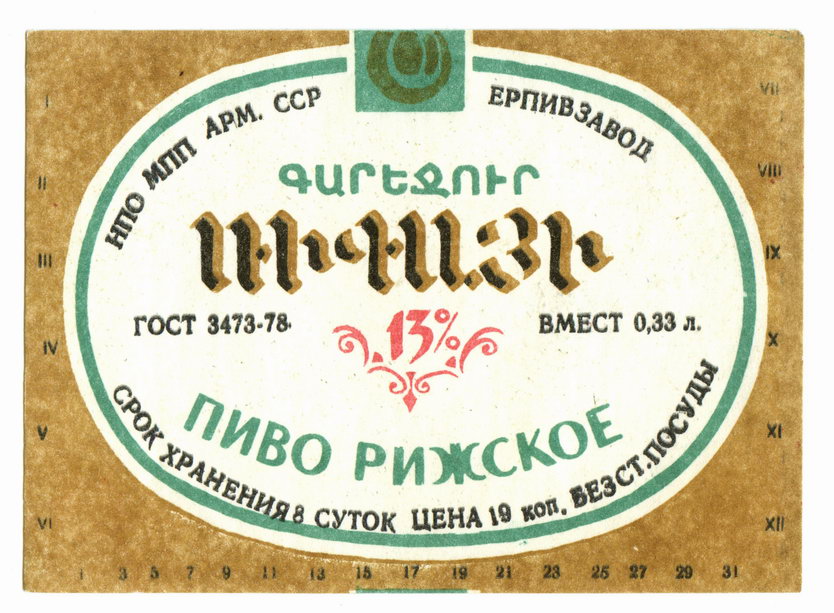 НПО МПП АРМ. ССР
ЕРПИВЗАВОД
ԳԱՐԵՋՈՒՐ
ՌԻԳԱՅԻ
ГОСТ 3473-78.
ВМЕСТ 0,33 л.
13%
ПИВО РИЖСКОЕ
СРОК ХРАНЕНИЯ 8 СУТОК ЦЕНА 19 коп. БЕЗ СТ. ПОСУДЫ
I
II
III
IV
V
VI
VII
VIII
IX
X
XI
XII
1 3 5 7 9 11 13 15 17 19 21 23 25 27 29 31